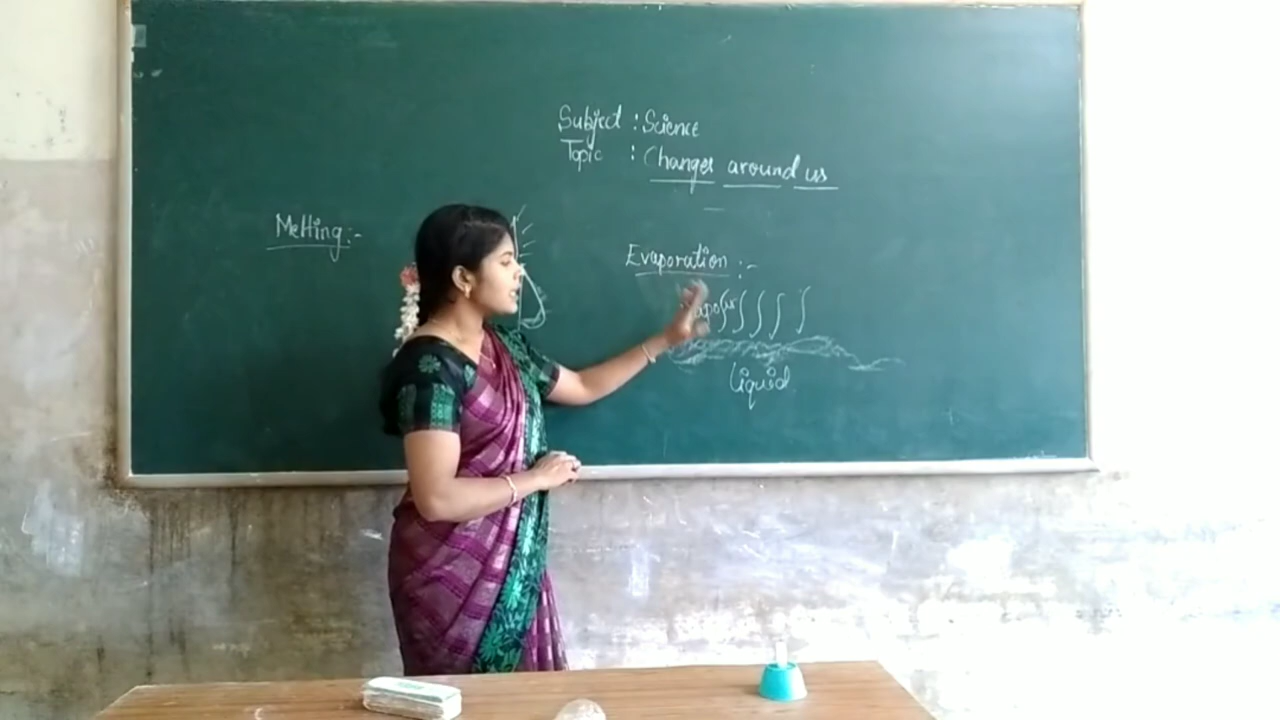 Subject : Science
Topic : Changes around us
Melting:-
Evaporation :-
liquid